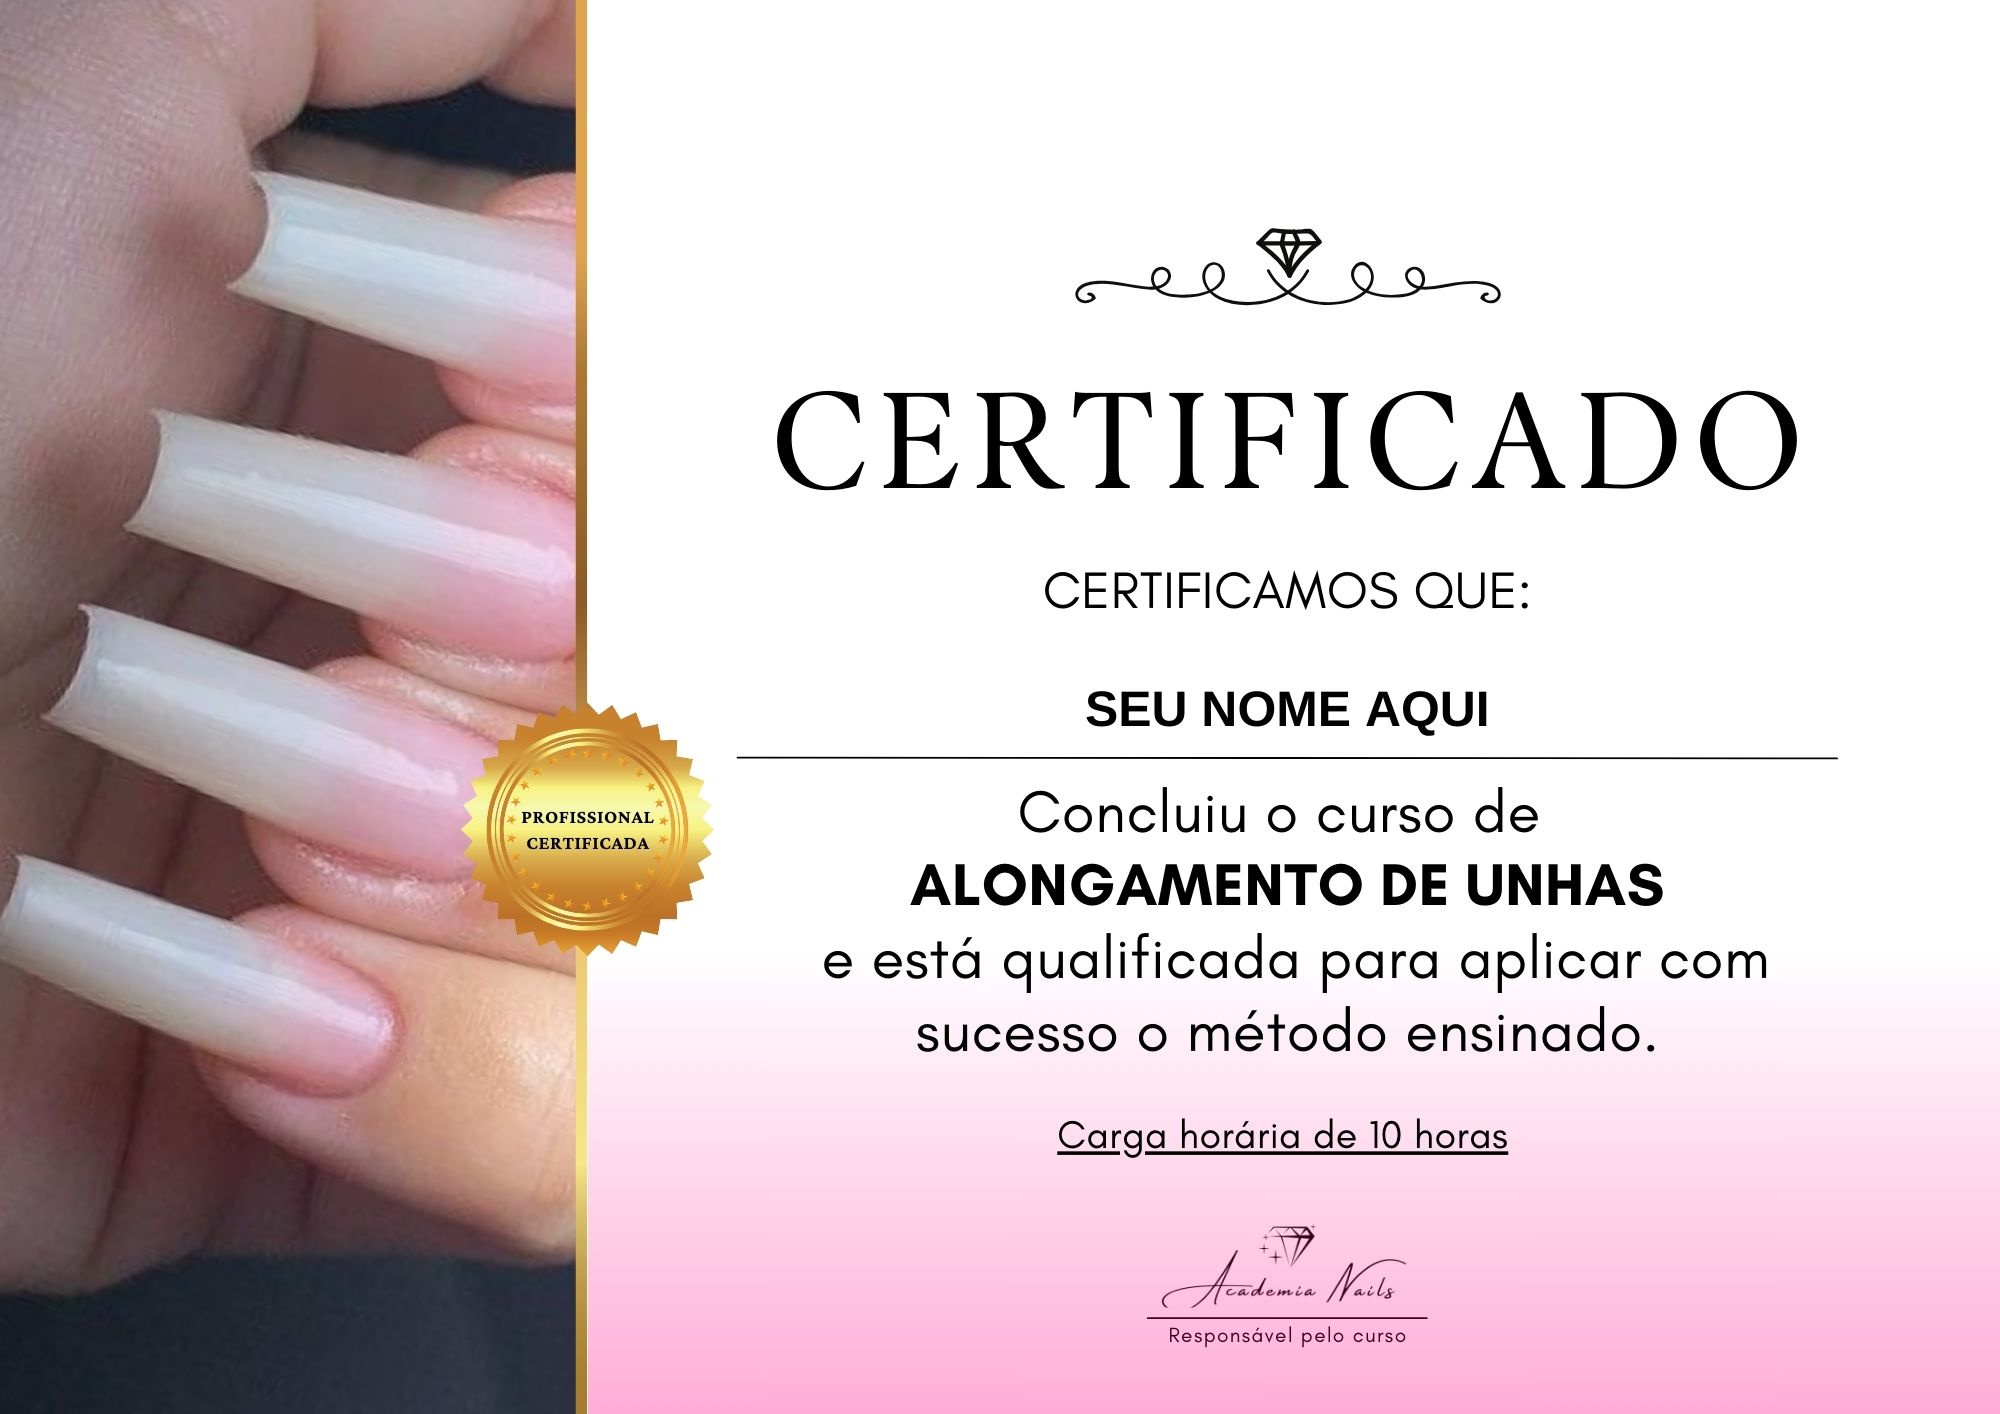 CERTIFICADO
CERTIFICAMOS QUE:
SEU NOME AQUI
PROFISSIONAL
CERTIFICADA
Concluiu o curso de
ALONGAMENTO DE UNHAS
e está qualificada para aplicar com
sucesso o método ensinado.
Carga horária de 10 horas
Academia Nails
Responsável pelo curso